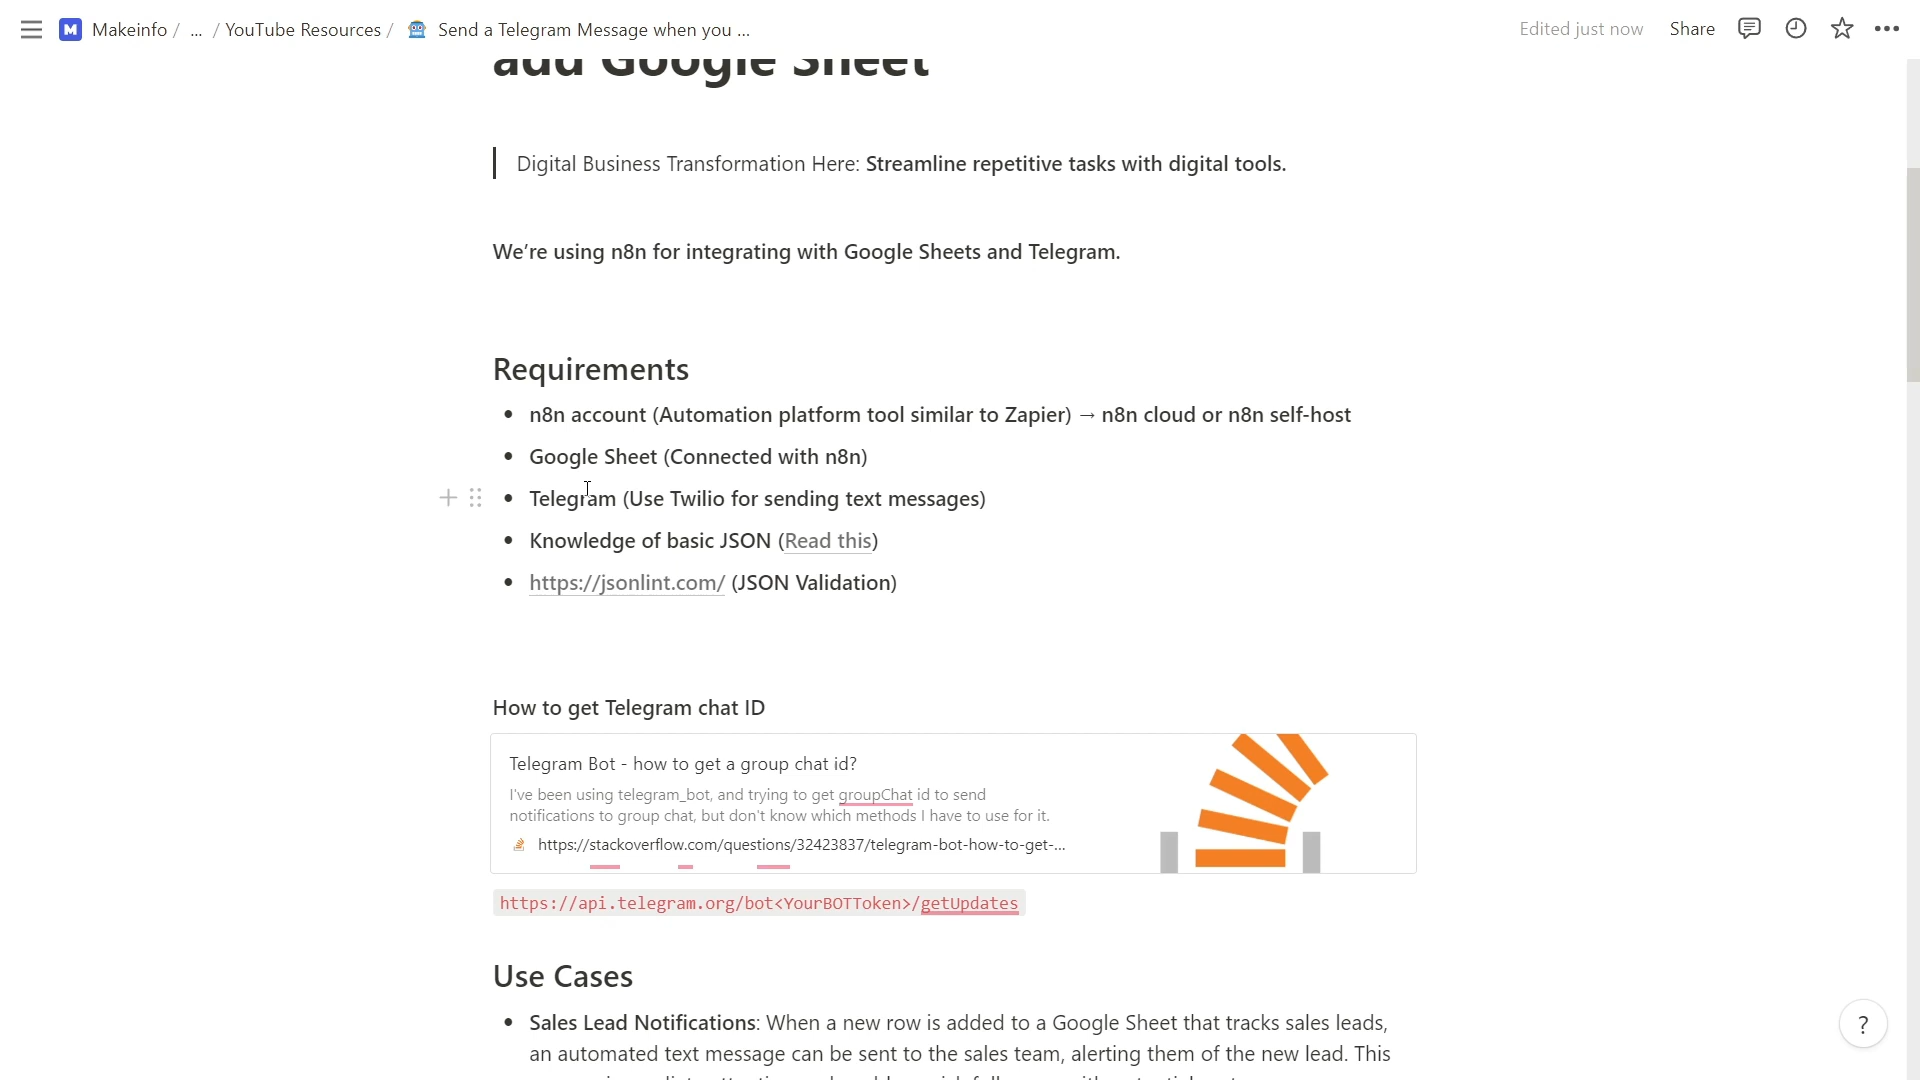 M Makeinfo / ... / YouTube Resources / Send a Telegram Message when you ...
Edited just now Share
add Google Sheet
Digital Business Transformation Here: Streamline repetitive tasks with digital tools.
We’re using n8n for integrating with Google Sheets and Telegram.
Requirements
• n8n account (Automation platform tool similar to Zapier) → n8n cloud or n8n self-host
• Google Sheet (Connected with n8n)
• Telegram (Use Twilio for sending text messages)
• Knowledge of basic JSON (Read this)
• https://jsonlint.com/ (JSON Validation)
How to get Telegram chat ID
Telegram Bot - how to get a group chat id?
I've been using telegram_bot, and trying to get groupChat id to send
notifications to group chat, but don't know which methods I have to use for it.
https://stackoverflow.com/questions/32423837/telegram-bot-how-to-get-...
https://api.telegram.org/bot<YourBOTToken>/getUpdates
Use Cases
• Sales Lead Notifications: When a new row is added to a Google Sheet that tracks sales leads,
an automated text message can be sent to the sales team, alerting them of the new lead. This
?